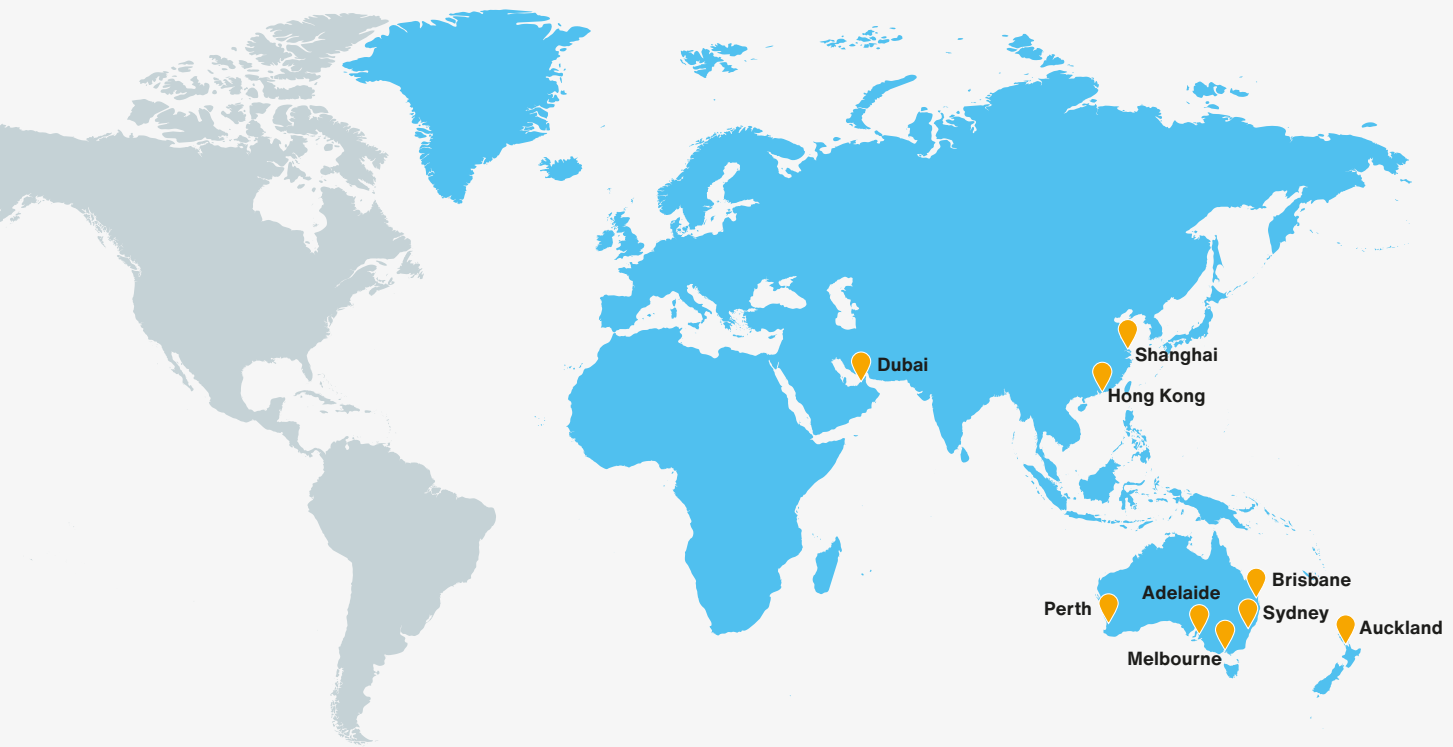 Shanghai
Dubai
Hong Kong
Brisbane
Adelaide
Perth
Sydney
Auckland
Melbourne